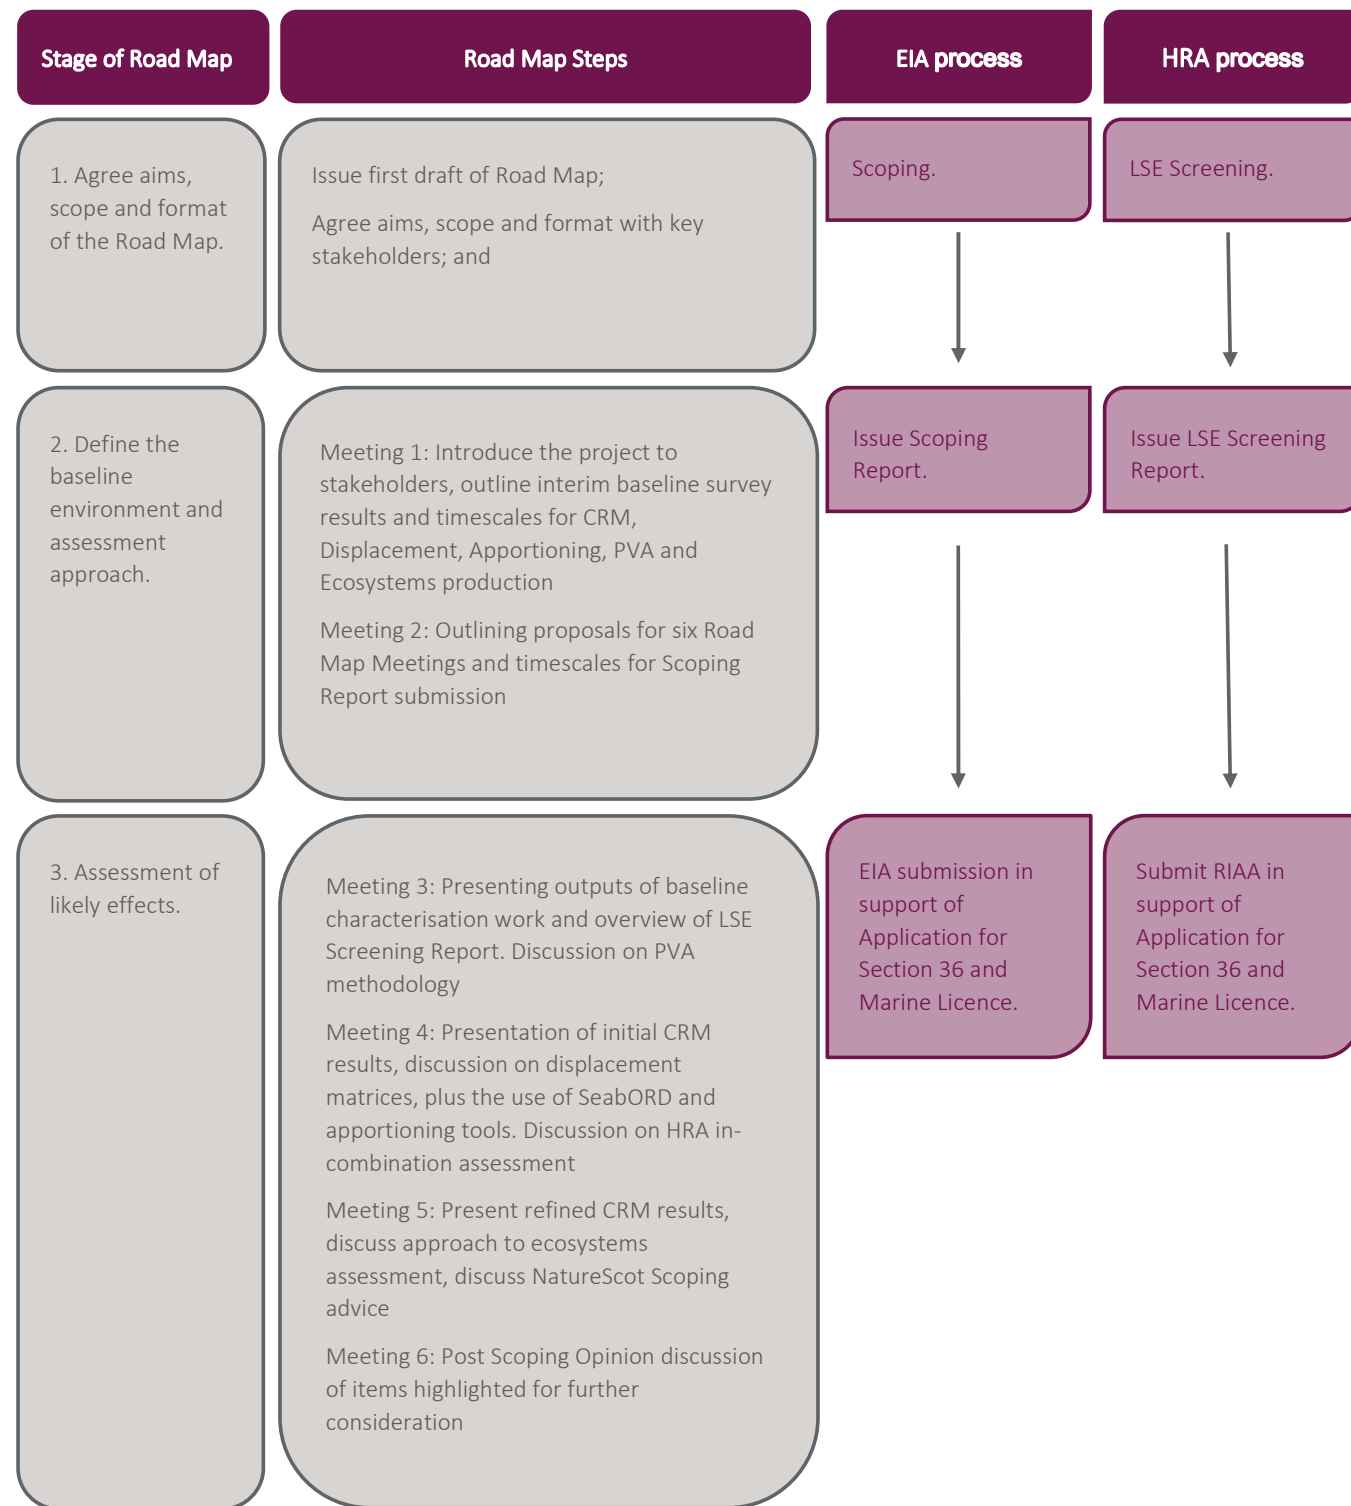 Stage of Road Map
Road Map Steps
EIA process
HRA process
1. Agree aims,
scope and format
of the Road Map.
Issue first draft of Road Map;
Agree aims, scope and format with key
stakeholders; and
Scoping.
LSE Screening.
2. Define the
baseline
environment and
assessment
approach.
Meeting 1: Introduce the project to
stakeholders, outline interim baseline survey
results and timescales for CRM,
Displacement, Apportioning, PVA and
Ecosystems production
Meeting 2: Outlining proposals for six Road
Map Meetings and timescales for Scoping
Report submission
Issue Scoping
Report.
Issue LSE Screening
Report.
3. Assessment of
likely effects.
Meeting 3: Presenting outputs of baseline
characterisation work and overview of LSE
Screening Report. Discussion on PVA
methodology
Meeting 4: Presentation of initial CRM
results, discussion on displacement
matrices, plus the use of SeabORD and
apportioning tools. Discussion on HRA in-
combination assessment
Meeting 5: Present refined CRM results,
discuss approach to ecosystems
assessment, discuss NatureScot Scoping
advice
Meeting 6: Post Scoping Opinion discussion
of items highlighted for further
consideration
EIA submission in
support of
Application for
Section 36 and
Marine Licence.
Submit RIAA in
support of
Application for
Section 36 and
Marine Licence.